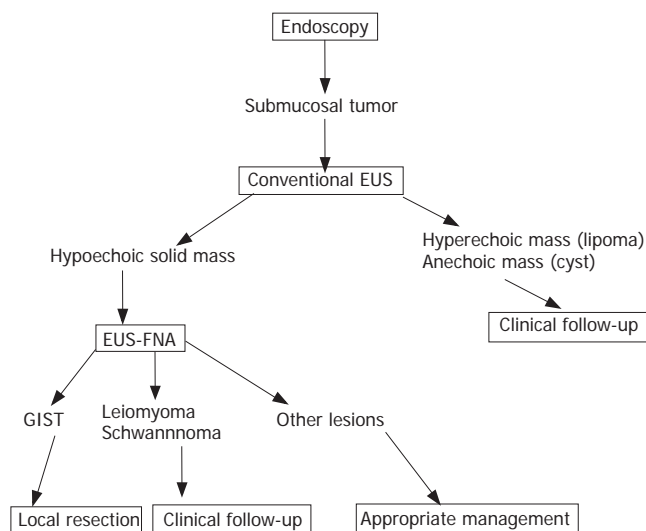 Endoscopy
Submucosal tumor
Conventional EUS
Hypoechoic solid mass
Hyperechoic mass (lipoma)
Anechoic mass (cyst)
Clinical follow-up
EUS-FNA
GIST
Leiomyoma
Schwannnoma
Other lesions
Local resection
Clinical follow-up
Appropriate management